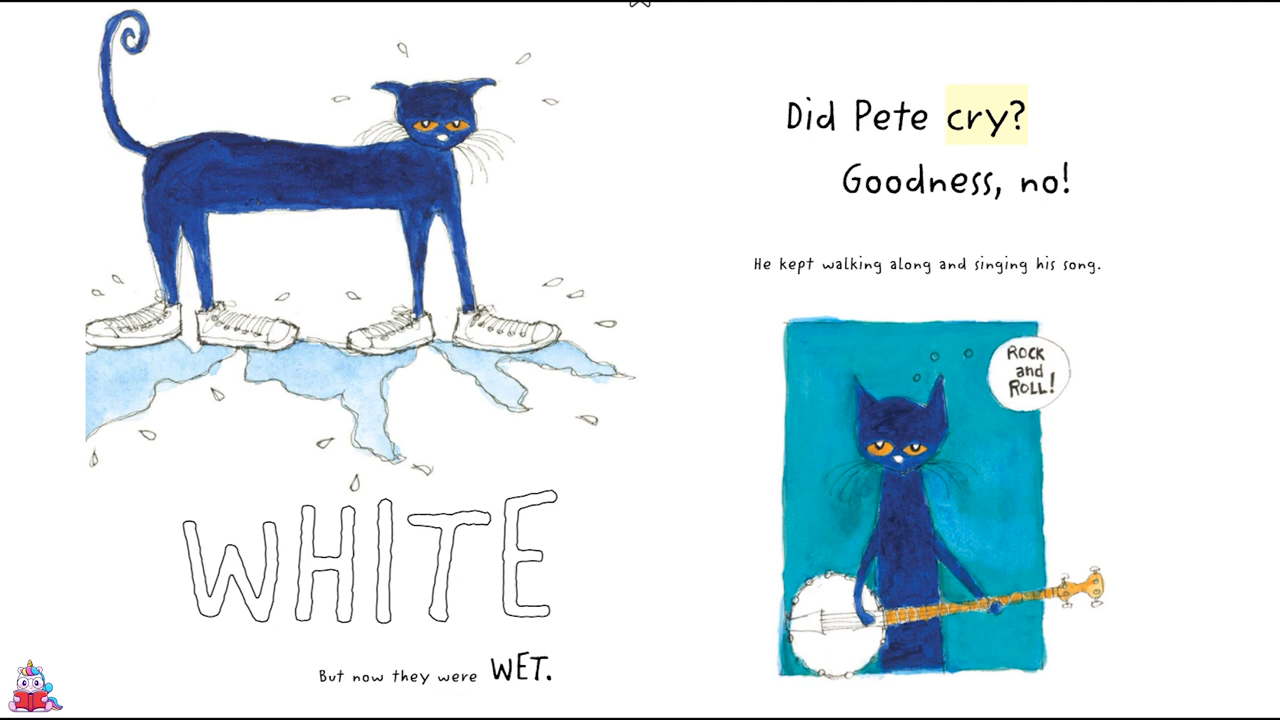 WHITE
But now they were WET.
Did Pete cry?
Goodness, no!
He kept walking along and singing his song.
ROCK
and
ROLL!